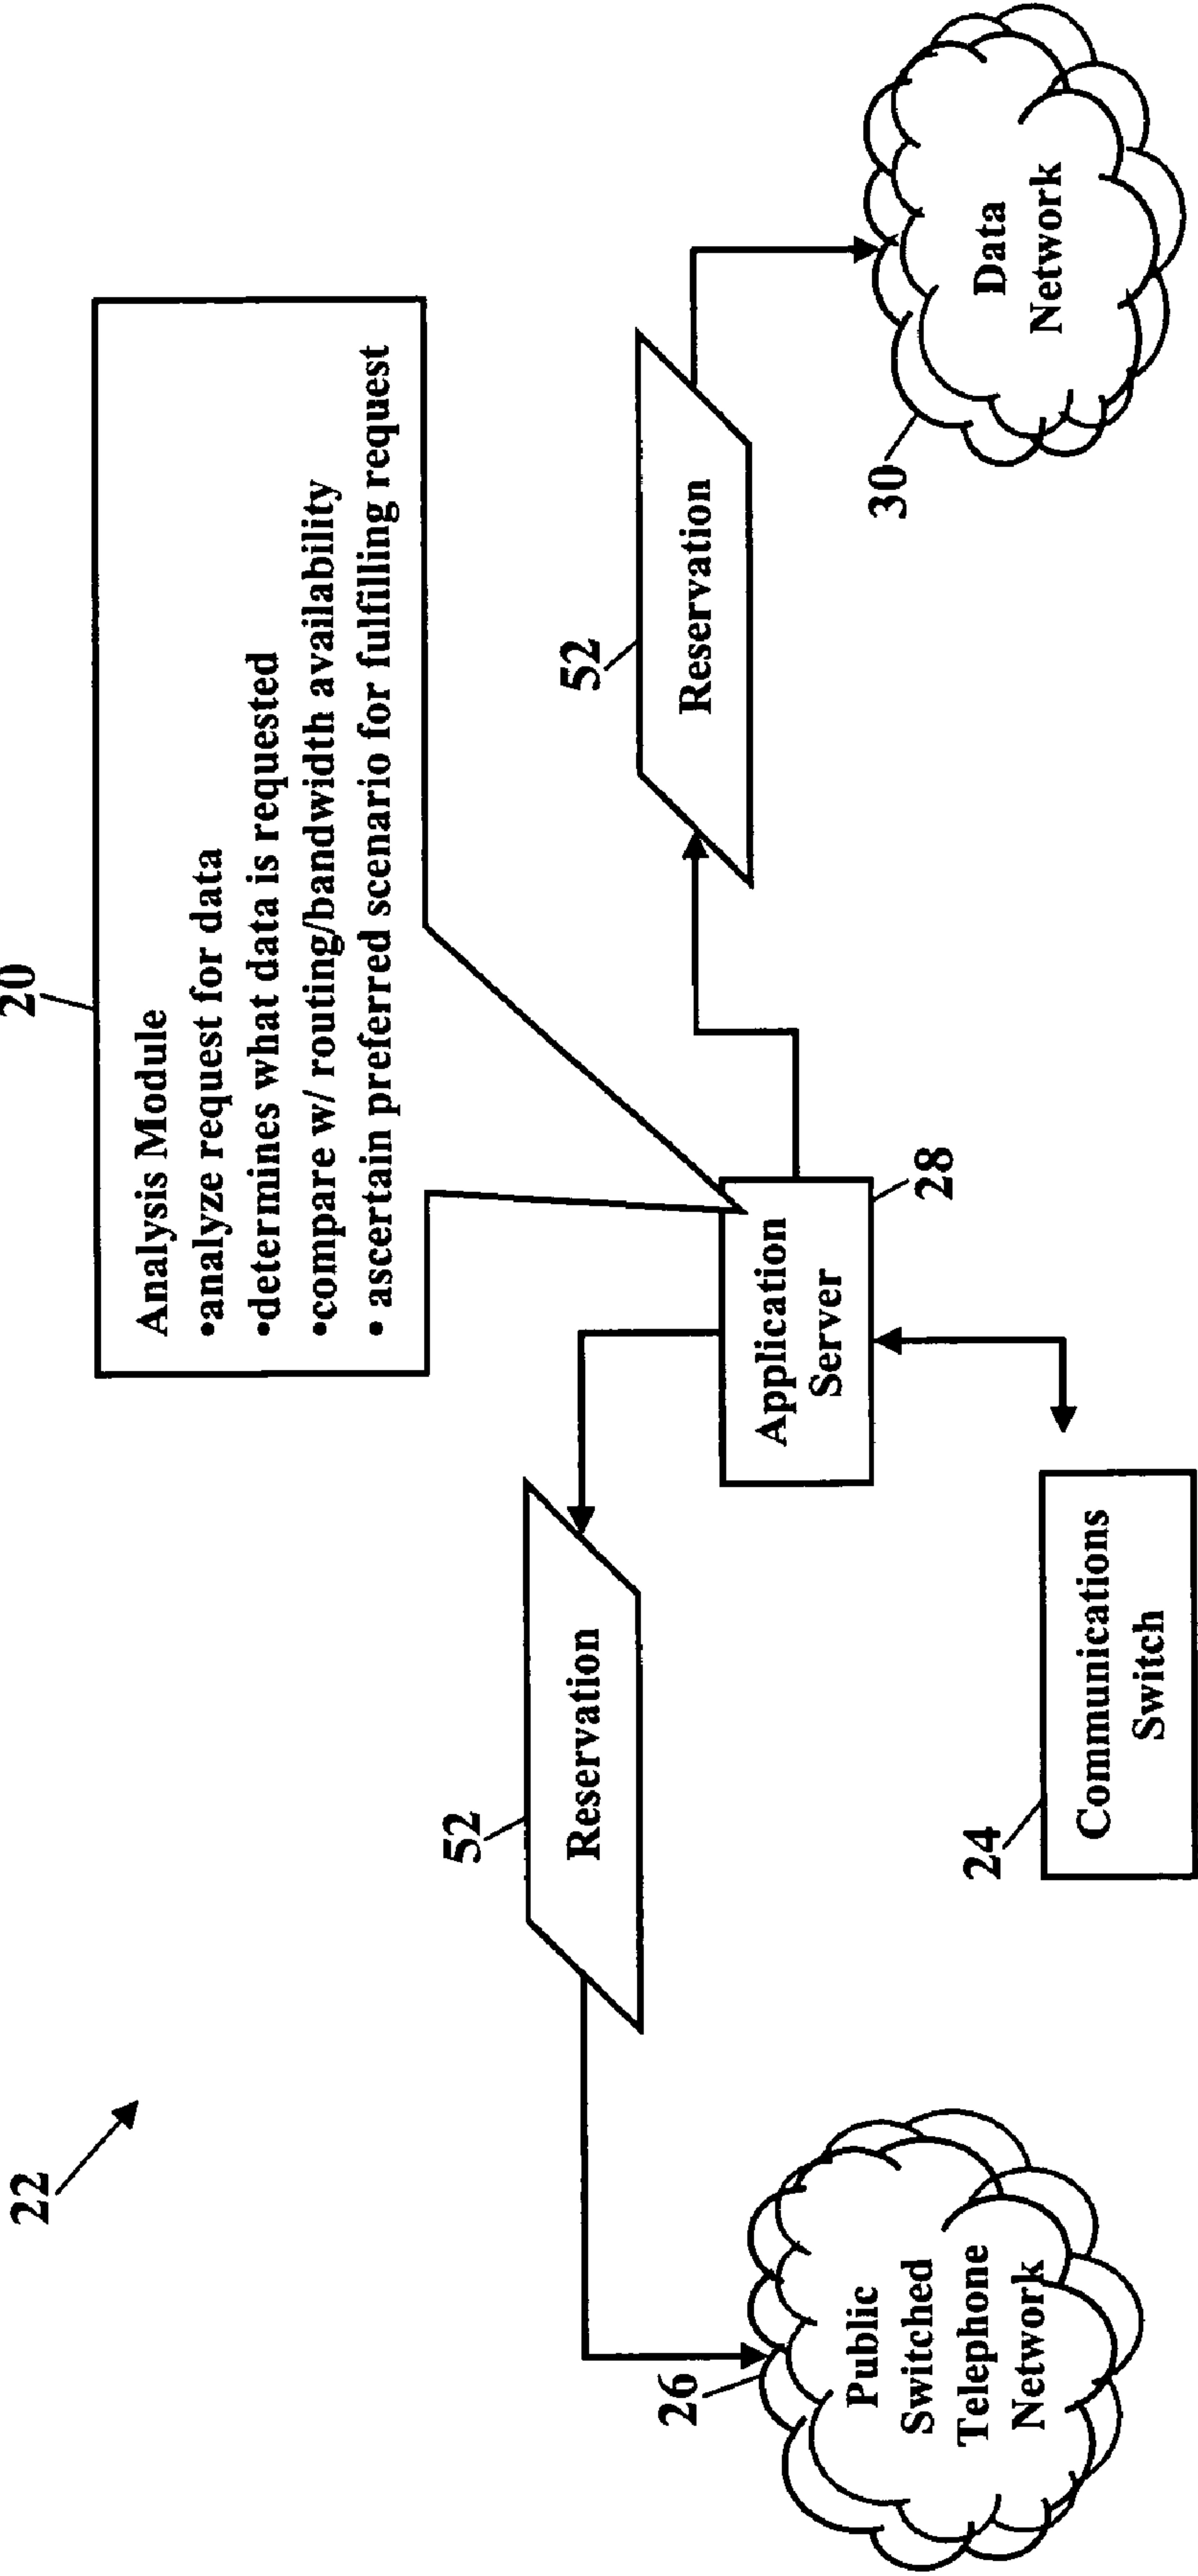 22
20
Analysis Module
•analyze request for data
•determines what data is requested
•compare w/ routing/bandwidth availability
• ascertain preferred scenario for fulfilling request
52
Reservation
52
Reservation
26
Public
Switched
Telephone
Network
Application
Server
28
24
Communications
Switch
30
Data
Network